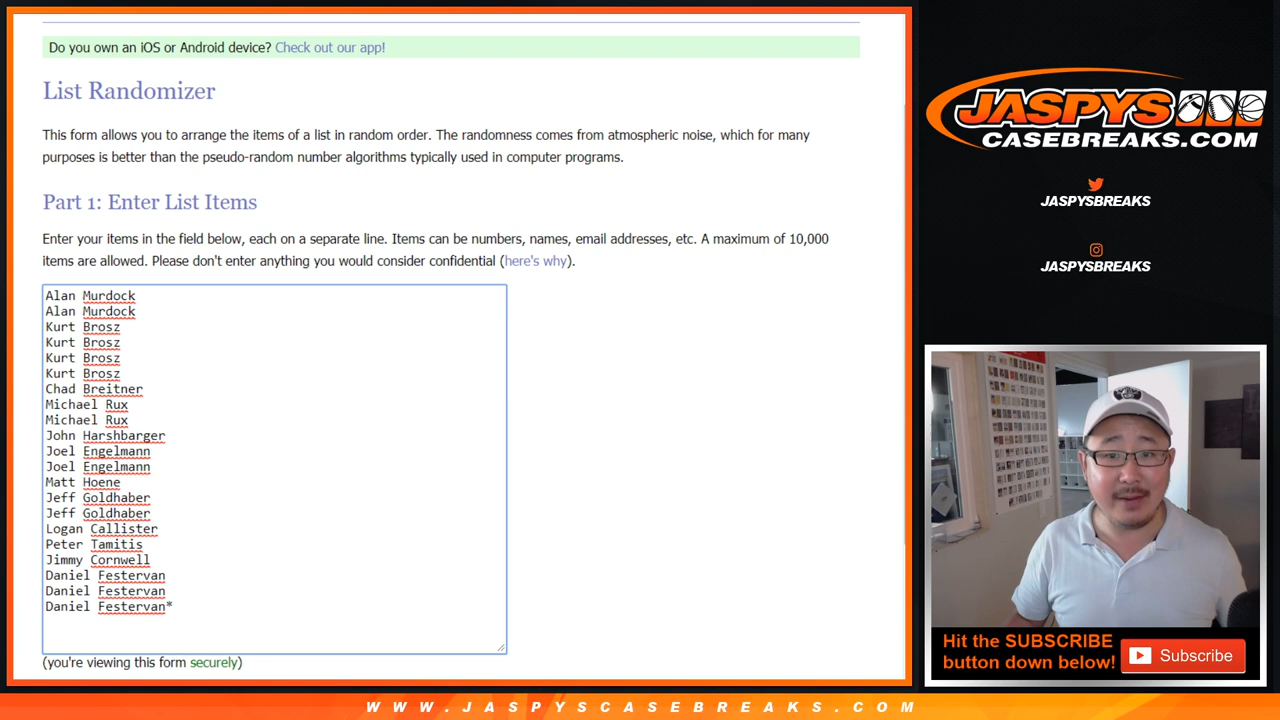 Do you own an iOS or Android device? Check out our app!
List Randomizer
This form allows you to arrange the items of a list in random order. The randomness comes from atmospheric noise, which for many
purposes is better than the pseudo-random number algorithms typically used in computer programs.
Part 1: Enter List Items
Enter your items in the field below, each on a separate line. Items can be numbers, names, email addresses, etc. A maximum of 10,000
items are allowed. Please don't enter anything you would consider confidential (here's why).
Alan Murdock
Alan Murdock
Kurt Brosz
Kurt Brosz
Kurt Brosz
Kurt Brosz
Chad Breitner
Michael Rux
Michael Rux
John Harshbarger
Joel Engelmann
Joel Engelmann
Matt Hoene
Jeff Goldhaber
Jeff Goldhaber
Logan Callister
Peter Tamitis
Jimmy Cornwell
Daniel Festervan
Daniel Festervan
Daniel Festervan*
(you're viewing this form securely)
JASPYS
CASEBREAKS.COM
JASPYSBREAKS
JASPYSBREAKS
Hit the SUBSCRIBE
button down below!
Subscribe
WWW.JASPYSCASEBREAKS.COM